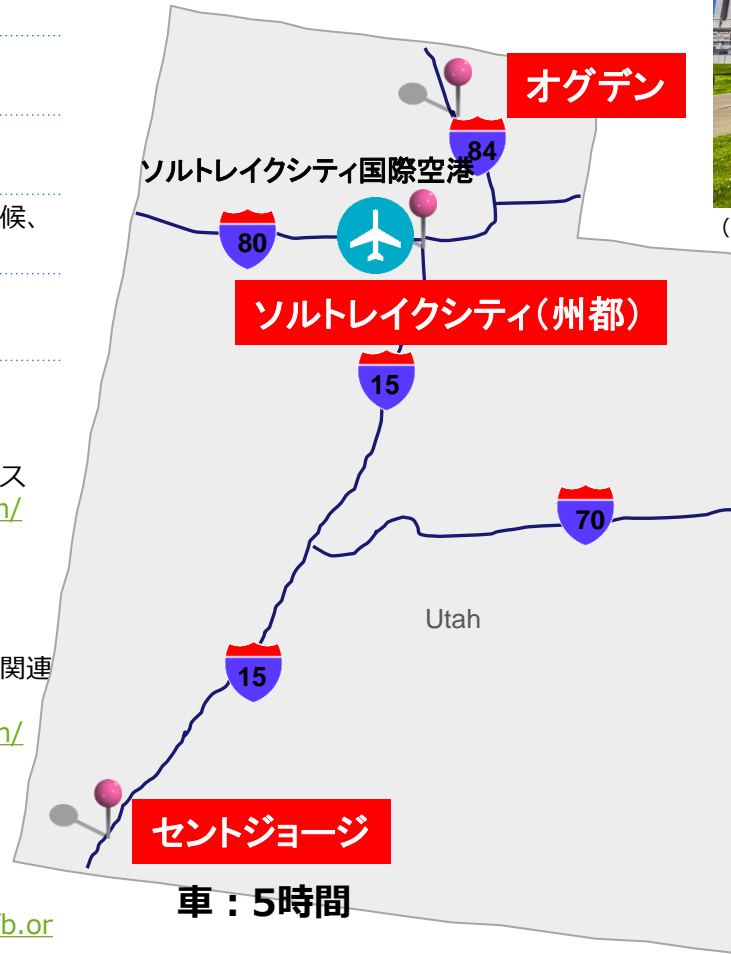 オグデン
84
ソルトレイクシティ国際空港
候、
（
80
ソルトレイクシティ（州都）
15
ス
n/
70
Utah
関連
15
n/
セントジョージ
車：5時間
b.or